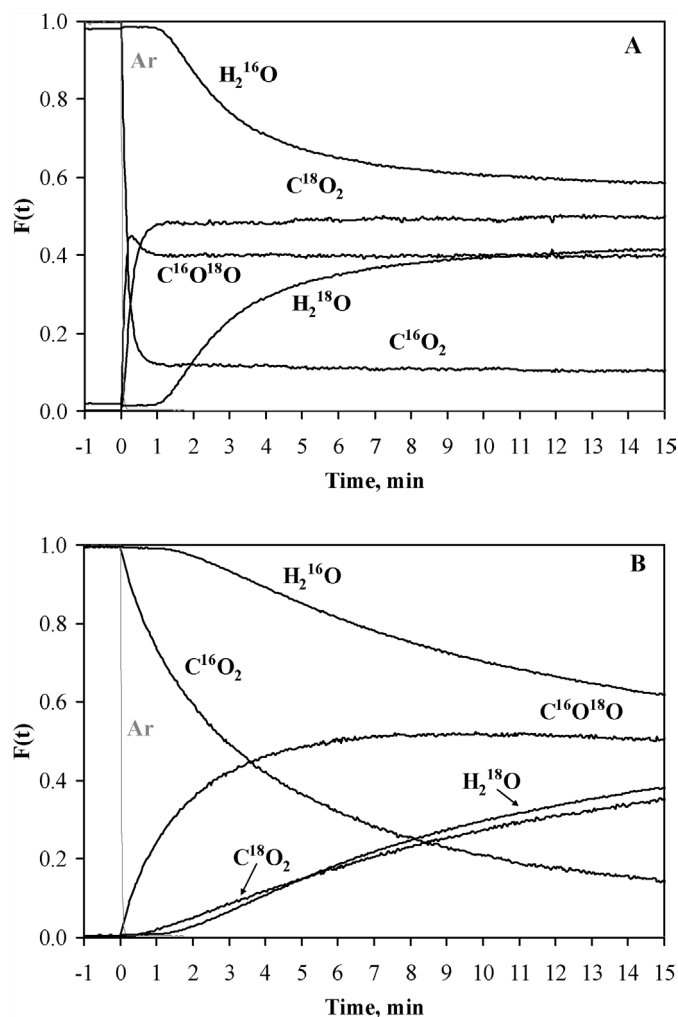 1.0
A
Ar
H₂¹⁶O
0.8
0.6
C¹⁸O₂
F(t)
0.4
C¹⁶O¹⁸O
H₂¹⁸O
C¹⁶O₂
0.2
0.0
-1 0 1 2 3 4 5 6 7 8 9 10 11 12 13 14 15
Time, min
1.0
B
H₂¹⁶O
0.8
C¹⁶O₂
C¹⁶O¹⁸O
0.6
Ar
F(t)
H₂¹⁸O
0.4
C¹⁸O₂
0.2
0.0
-1 0 1 2 3 4 5 6 7 8 9 10 11 12 13 14 15
Time, min